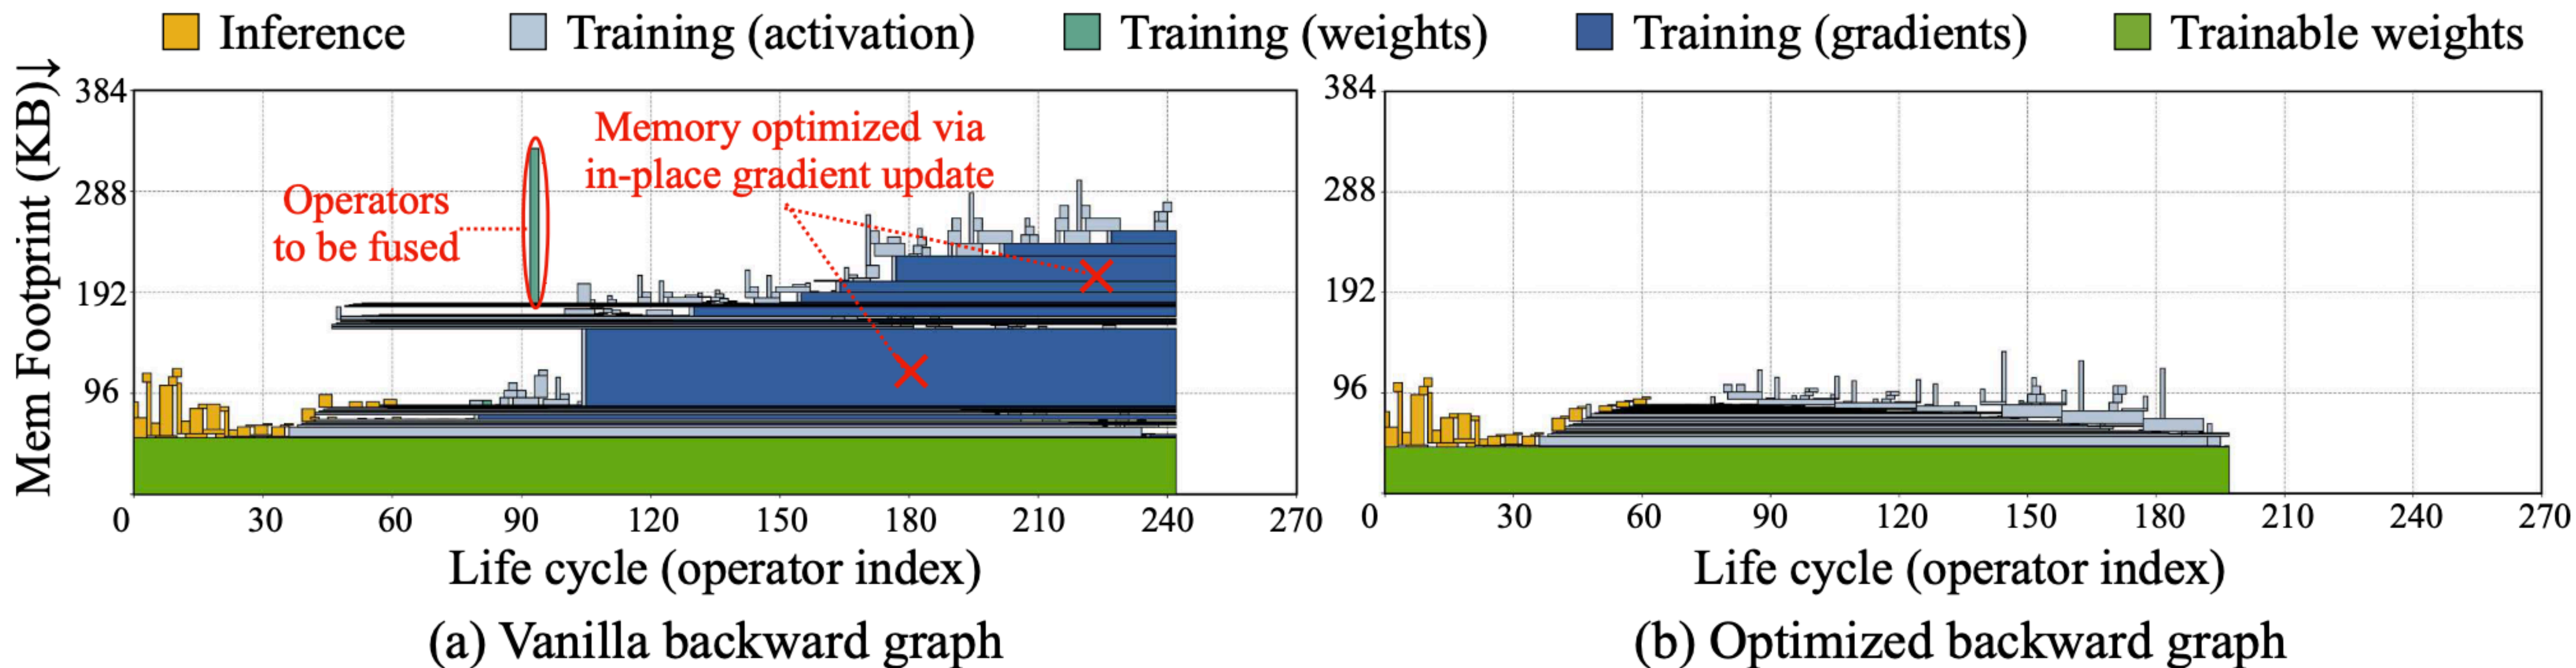 Inference Training (activation) Training (weights) Training (gradients) Trainable weights
Mem Footprint (KB)↓
384
288
192
96
Operators
to be fused
Memory optimized via
in-place gradient update
0 30 60 90 120 150 180 210 240 270
Life cycle (operator index)
(a) Vanilla backward graph
384
288
192
96
0 30 60 90 120 150 180 210 240 270
Life cycle (operator index)
(b) Optimized backward graph